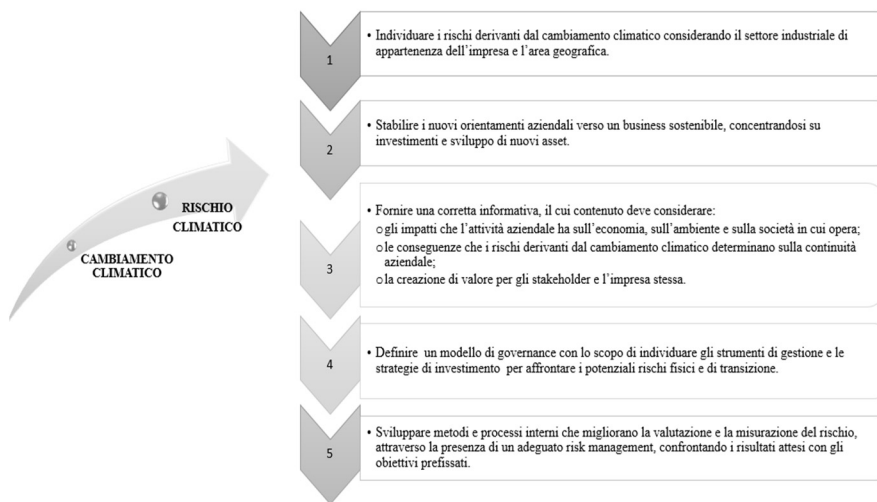 RISCHIO
CLIMATICO
CAMBIAMENTO
CLIMATICO
1
• Individuare i rischi derivanti dal cambiamento climatico considerando il settore industriale di
appartenenza dell’impresa e l’area geografica.
2
• Stabilire i nuovi orientamenti aziendali verso un business sostenibile, concentrandosi su
investimenti e sviluppo di nuovi asset.
3
• Fornire una corretta informativa, il cui contenuto deve considerare:
o gli impatti che l’attività aziendale ha sull’economia, sull’ambiente e sulla società in cui opera;
o le conseguenze che i rischi derivanti dal cambiamento climatico determinano sulla continuità
aziendale;
o la creazione di valore per gli stakeholder e l’impresa stessa.
4
• Definire un modello di governance con lo scopo di individuare gli strumenti di gestione e le
strategie di investimento per affrontare i potenziali rischi fisici e di transizione.
5
• Sviluppare metodi e processi interni che migliorano la valutazione e la misurazione del rischio,
attraverso la presenza di un adeguato risk management, confrontando i risultati attesi con gli
obiettivi prefissati.